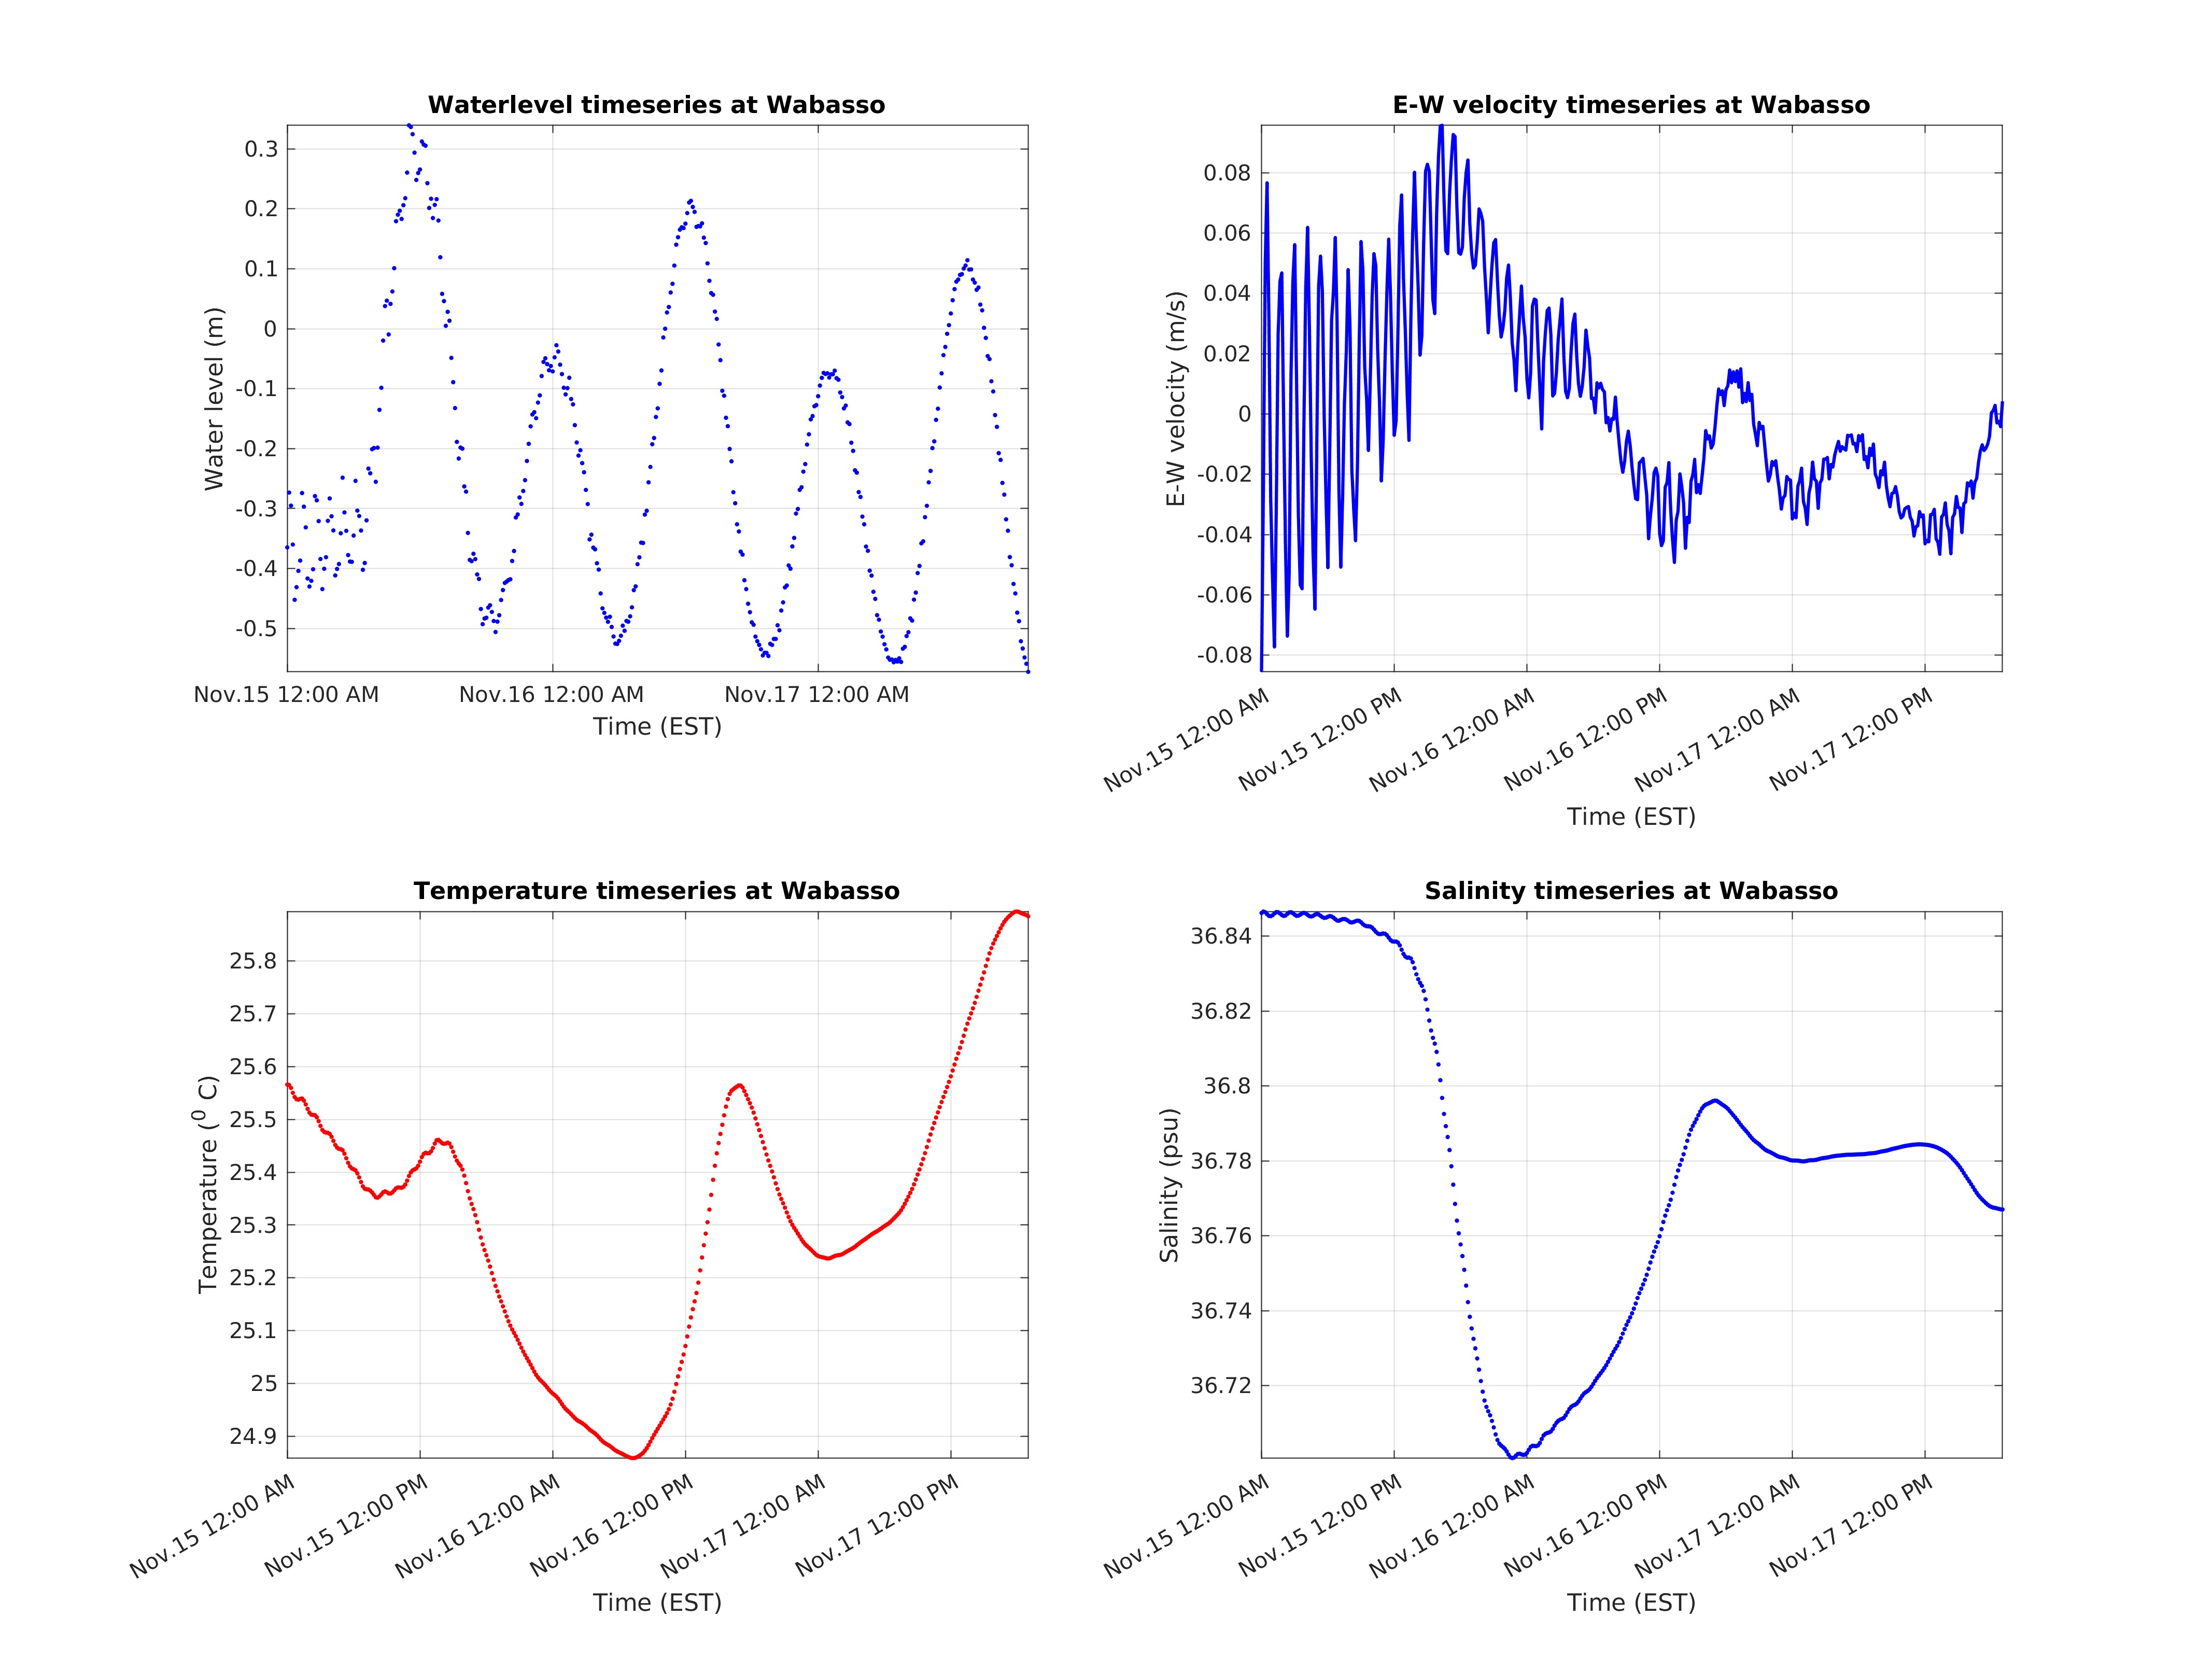 Waterlevel timeseries at Wabasso
0.3
0.2
0.1
0
-0.1
-0.2
-0.3
-0.4
-0.5
Water level (m)
Nov.15 12:00 AM
Nov.16 12:00 AM
Nov.17 12:00 AM
Time (EST)
E-W velocity timeseries at Wabasso
0.08
0.06
0.04
0.02
0
-0.02
-0.04
-0.06
-0.08
E-W velocity (m/s)
Nov.15 12:00 AM
Nov.15 12:00 PM
Nov.16 12:00 AM
Nov.16 12:00 PM
Nov.17 12:00 AM
Nov.17 12:00 PM
Time (EST)
Temperature timeseries at Wabasso
25.8
25.7
25.6
25.5
25.4
25.3
25.2
25.1
25
24.9
Temperature (⁰ C)
Nov.15 12:00 AM
Nov.15 12:00 PM
Nov.16 12:00 AM
Nov.16 12:00 PM
Nov.17 12:00 AM
Nov.17 12:00 PM
Time (EST)
Salinity timeseries at Wabasso
36.84
36.82
36.8
36.78
36.76
36.74
36.72
Salinity (psu)
Nov.15 12:00 AM
Nov.15 12:00 PM
Nov.16 12:00 AM
Nov.16 12:00 PM
Nov.17 12:00 AM
Nov.17 12:00 PM
Time (EST)